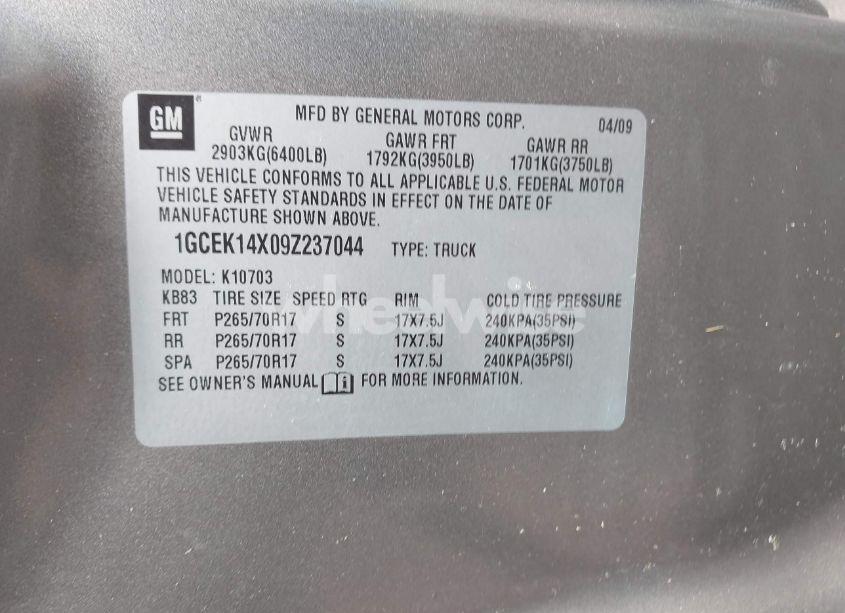 GM® MFD BY GENERAL MOTORS CORP. 04/09
GVWR GAWR FRT GAWR RR
2903KG(6400LB) 1792KG(3950LB) 1701KG(3750LB)
THIS VEHICLE CONFORMS TO ALL APPLICABLE U.S. FEDERAL MOTOR
VEHICLE SAFETY STANDARDS IN EFFECT ON THE DATE OF
MANUFACTURE SHOWN ABOVE.
1GCEK14X09Z237044 TYPE: TRUCK
MODEL: K10703
KB83 TIRE SIZE SPEED RTG RIM COLD TIRE PRESSURE
FRT P265/70R17 S 17X7.5J 240KPA(35PSI)
RR P265/70R17 S 17X7.5J 240KPA(35PSI)
SPA P265/70R17 S 17X7.5J 240KPA(35PSI)
SEE OWNER'S MANUAL FOR MORE INFORMATION.
wheelwise